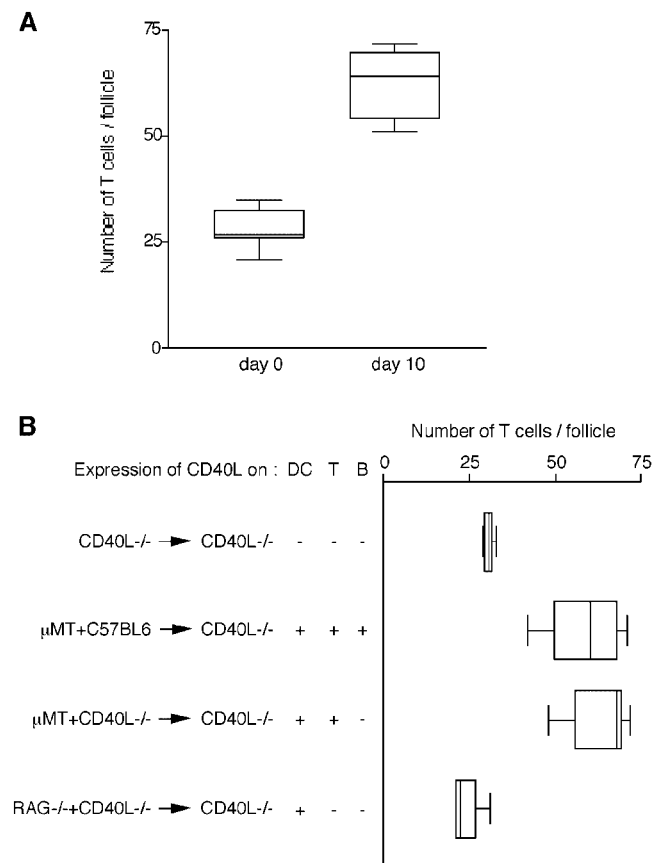 A
75
50
25
0
Number of T cells / follicle
day 0 day 10
B
Number of T cells / follicle
Expression of CD40L on : DC T B 0 25 50 75
CD40L-/- → CD40L-/- - - -
µMT+C57BL6 → CD40L-/- + + +
µMT+CD40L-/- → CD40L-/- + + -
RAG-/-+CD40L-/- → CD40L-/- + - -